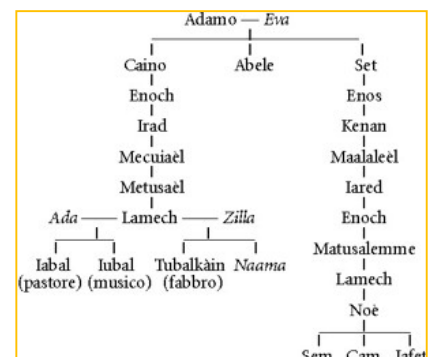 Adamo — Eva
Caino Abele Set
Enoch Enos
Irad Kenan
Mecuiaèl Maalaleèl
Metusaèl Iared
Ada — Lamech — Zilla Enoch
Matusalemme
Iabal Iubal Tubalkàin Naama
(pastore) (musico) (fabbro)
Lamech
Noè
Sem Cam Iafet